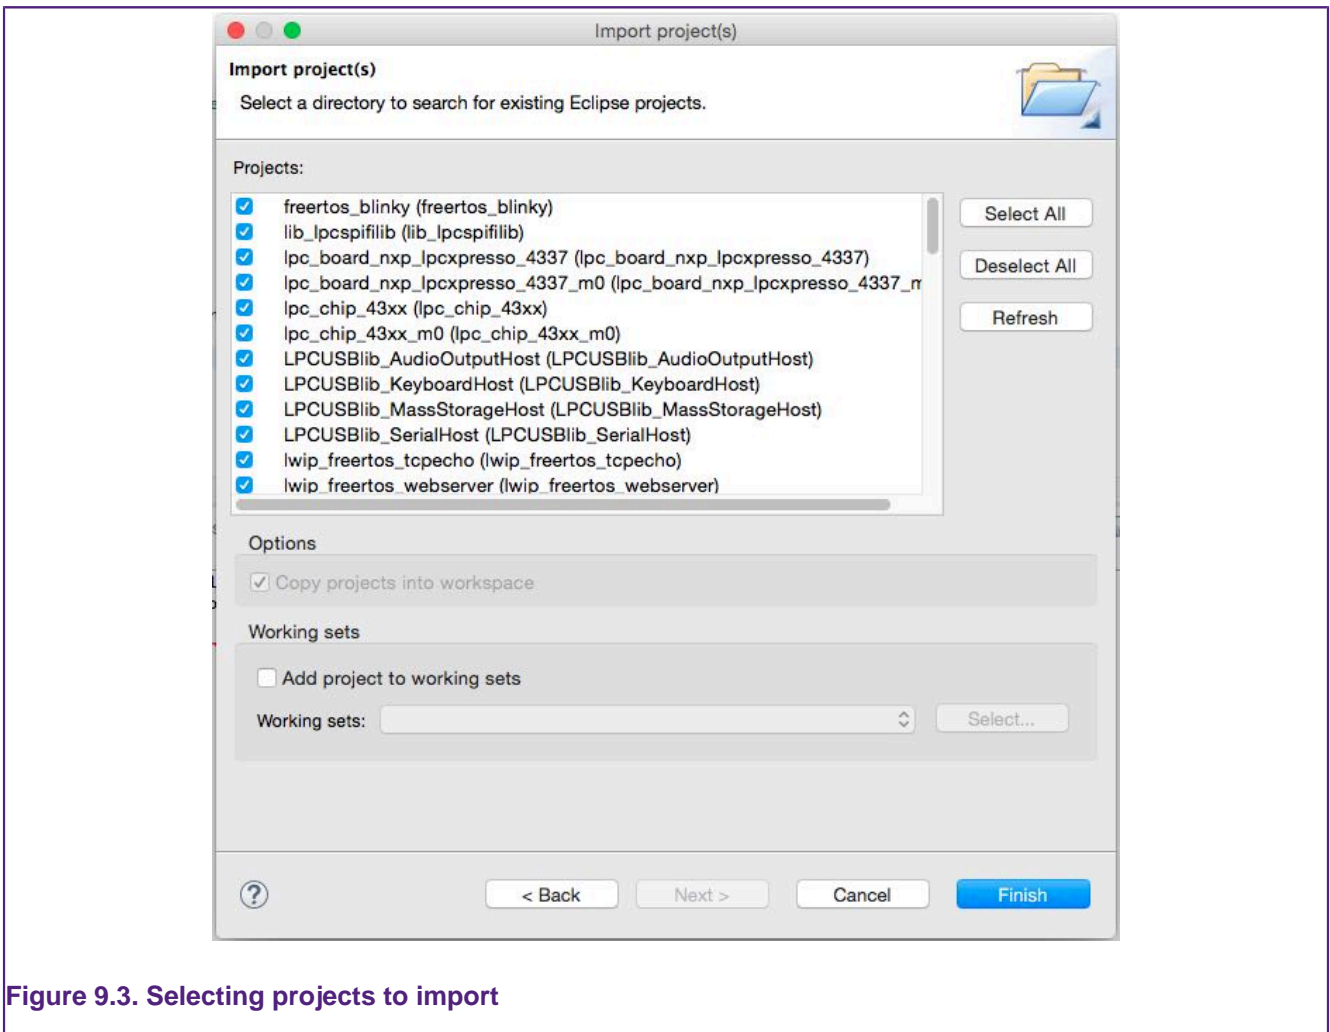 Import project(s)
Import project(s)
Select a directory to search for existing Eclipse projects.
Projects:
freertos_blinky (freertos_blinky)
lib_lpcspifilib (lib_lpcspifilib)
lpc_board_nxp_lpcxpresso_4337 (lpc_board_nxp_lpcxpresso_4337)
lpc_board_nxp_lpcxpresso_4337_m0 (lpc_board_nxp_lpcxpresso_4337_m
lpc_chip_43xx (lpc_chip_43xx)
lpc_chip_43xx_m0 (lpc_chip_43xx_m0)
LPCUSBlib_AudioOutputHost (LPCUSBlib_AudioOutputHost)
LPCUSBlib_KeyboardHost (LPCUSBlib_KeyboardHost)
LPCUSBlib_MassStorageHost (LPCUSBlib_MassStorageHost)
LPCUSBlib_SerialHost (LPCUSBlib_SerialHost)
lwip_freertos_tcpecho (lwip_freertos_tcpecho)
lwip_freertos_webserver (lwip_freertos_webserver)
Select All
Deselect All
Refresh
Options
Copy projects into workspace
Working sets
Add project to working sets
Working sets:
Select...
?
< Back
Next >
Cancel
Finish
Figure 9.3. Selecting projects to import